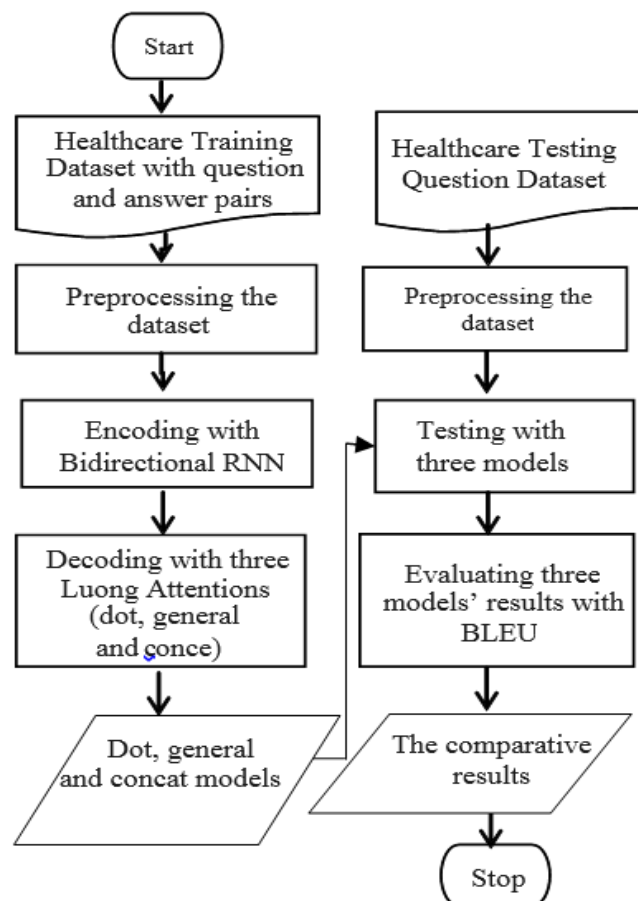 Start
Healthcare Training
Dataset with question
and answer pairs
Preprocessing the
dataset
Encoding with
Bidirectional RNN
Decoding with three
Luong Attentions
(dot, general
and conce)
Dot, general
and concat models
Healthcare Testing
Question Dataset
Preprocessing the
dataset
Testing with
three models
Evaluating three
models’ results with
BLEU
The comparative
results
Stop